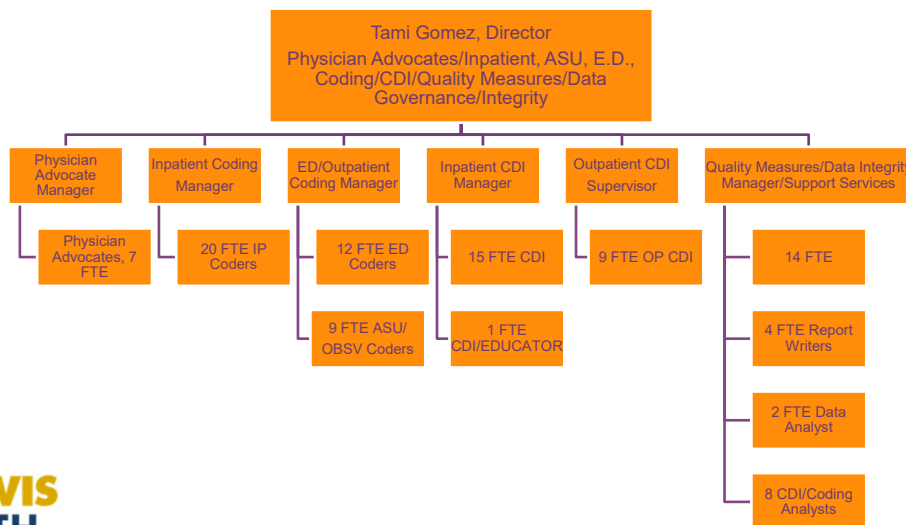 Tami Gomez, Director
Physician Advocates/Inpatient, ASU, E.D.,
Coding/CDI/Quality Measures/Data
Governance/Integrity
Physician
Advocate
Manager
Inpatient Coding
Manager
ED/Outpatient
Coding Manager
Inpatient CDI
Manager
Outpatient CDI
Supervisor
Quality Measures/Data Integrity
Manager/Support Services
Physician
Advocates, 7
FTE
20 FTE IP
Coders
12 FTE ED
Coders
15 FTE CDI
9 FTE OP CDI
14 FTE
9 FTE ASU/
OBSV Coders
1 FTE
CDI/EDUCATOR
4 FTE Report
Writers
2 FTE Data
Analyst
8 CDI/Coding
Analysts
VIS
TH